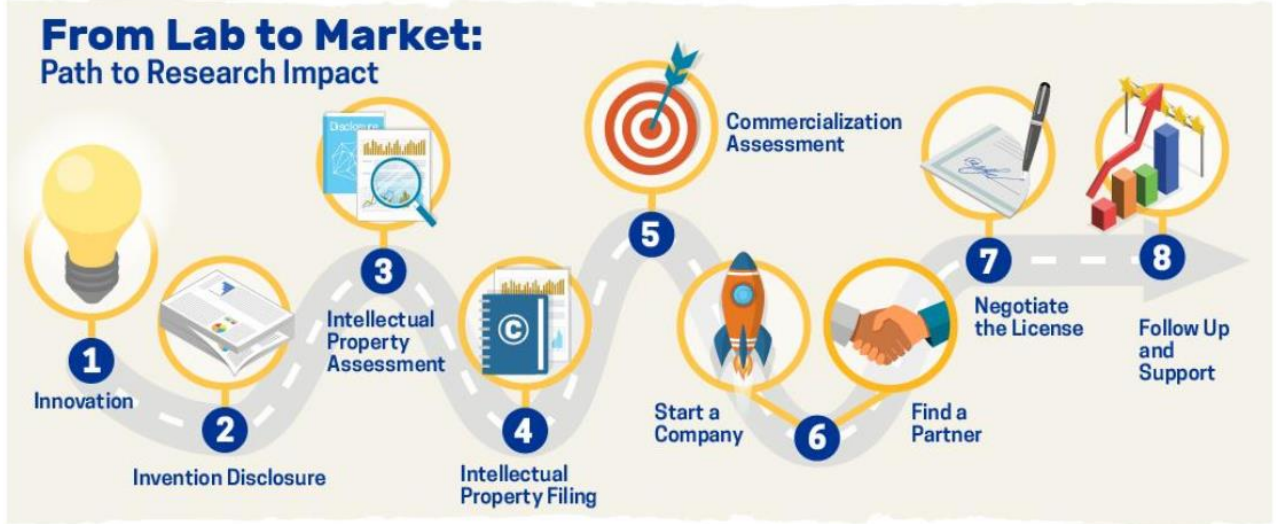 From Lab to Market:
Path to Research Impact
1
Innovation
2
Invention Disclosure
Disclosure
3
Intellectual
Property
Assessment
©
4
Intellectual
Property Filing
5
Commercialization
Assessment
Start a
Company
6
Find a
Partner
7
Negotiate
the License
8
Follow Up
and
Support